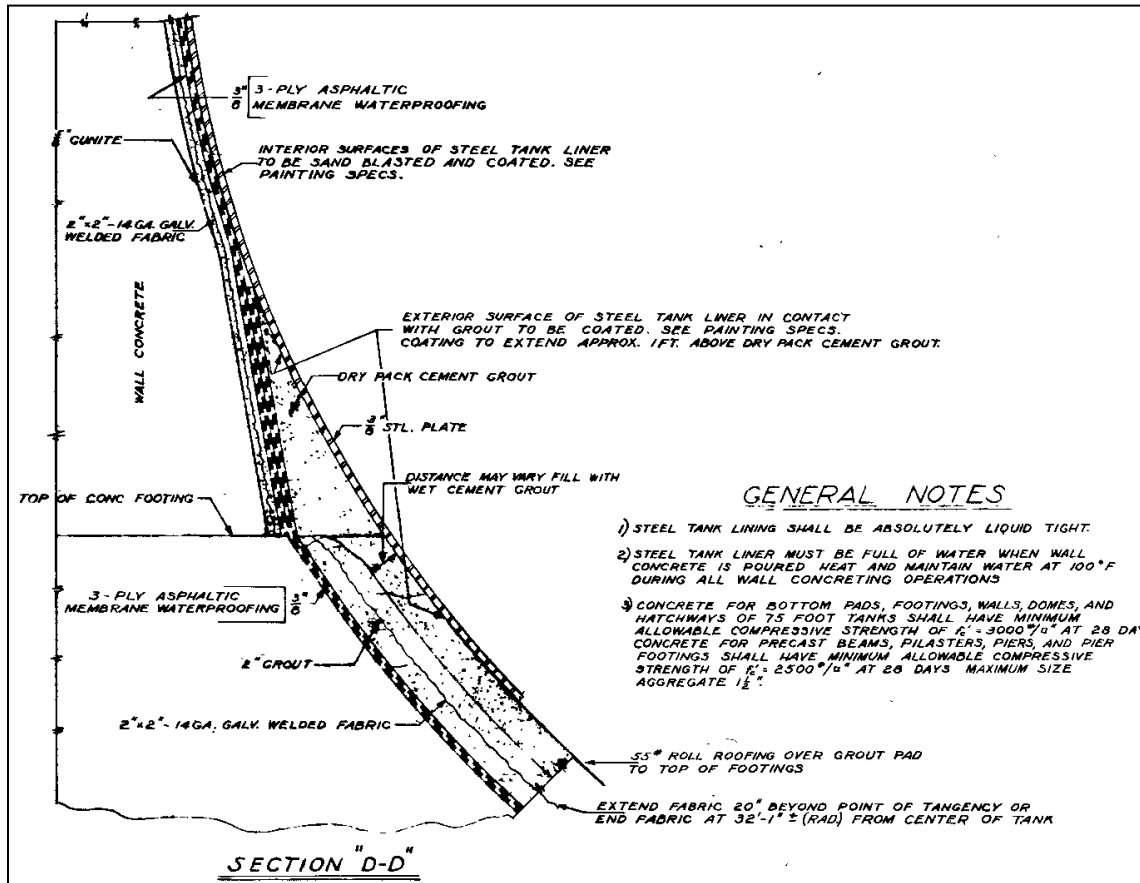 3/8" 3-PLY ASPHALTIC
MEMBRANE WATERPROOFING
GUNITE
INTERIOR SURFACES OF STEEL TANK LINER
TO BE SAND BLASTED AND COATED. SEE
PAINTING SPECS.
2"x2"-14GA. GALV.
WELDED FABRIC
WALL CONCRETE
EXTERIOR SURFACE OF STEEL TANK LINER IN CONTACT
WITH GROUT TO BE COATED. SEE PAINTING SPECS.
COATING TO EXTEND APPROX. 1FT. ABOVE DRY PACK CEMENT GROUT.
DRY PACK CEMENT GROUT
STL. PLATE
DISTANCE MAY VARY FILL WITH
WET CEMENT GROUT
TOP OF CONC FOOTING
3-PLY ASPHALTIC
MEMBRANE WATERPROOFING
2" GROUT
2"x2"-14GA. GALV. WELDED FABRIC
GENERAL NOTES
1) STEEL TANK LINING SHALL BE ABSOLUTELY LIQUID TIGHT.
2) STEEL TANK LINER MUST BE FULL OF WATER WHEN WALL
CONCRETE IS POURED HEAT AND MAINTAIN WATER AT 100°F
DURING ALL WALL CONCRETING OPERATIONS
3) CONCRETE FOR BOTTOM PADS, FOOTINGS, WALLS, DOMES, AND
HATCHWAYS OF 75 FOOT TANKS SHALL HAVE MINIMUM
ALLOWABLE COMPRESSIVE STRENGTH OF fc' = 3000#/□" AT 28 DAY
CONCRETE FOR PRECAST BEAMS, PILASTERS, PIERS, AND PIER
FOOTINGS SHALL HAVE MINIMUM ALLOWABLE COMPRESSIVE
STRENGTH OF fc' = 2500#/□" AT 28 DAYS MAXIMUM SIZE
AGGREGATE 1½".
55# ROLL ROOFING OVER GROUT PAD
TO TOP OF FOOTINGS
EXTEND FABRIC 20" BEYOND POINT OF TANGENCY OR
END FABRIC AT 32'-1" ± (RAD.) FROM CENTER OF TANK
SECTION "D-D"